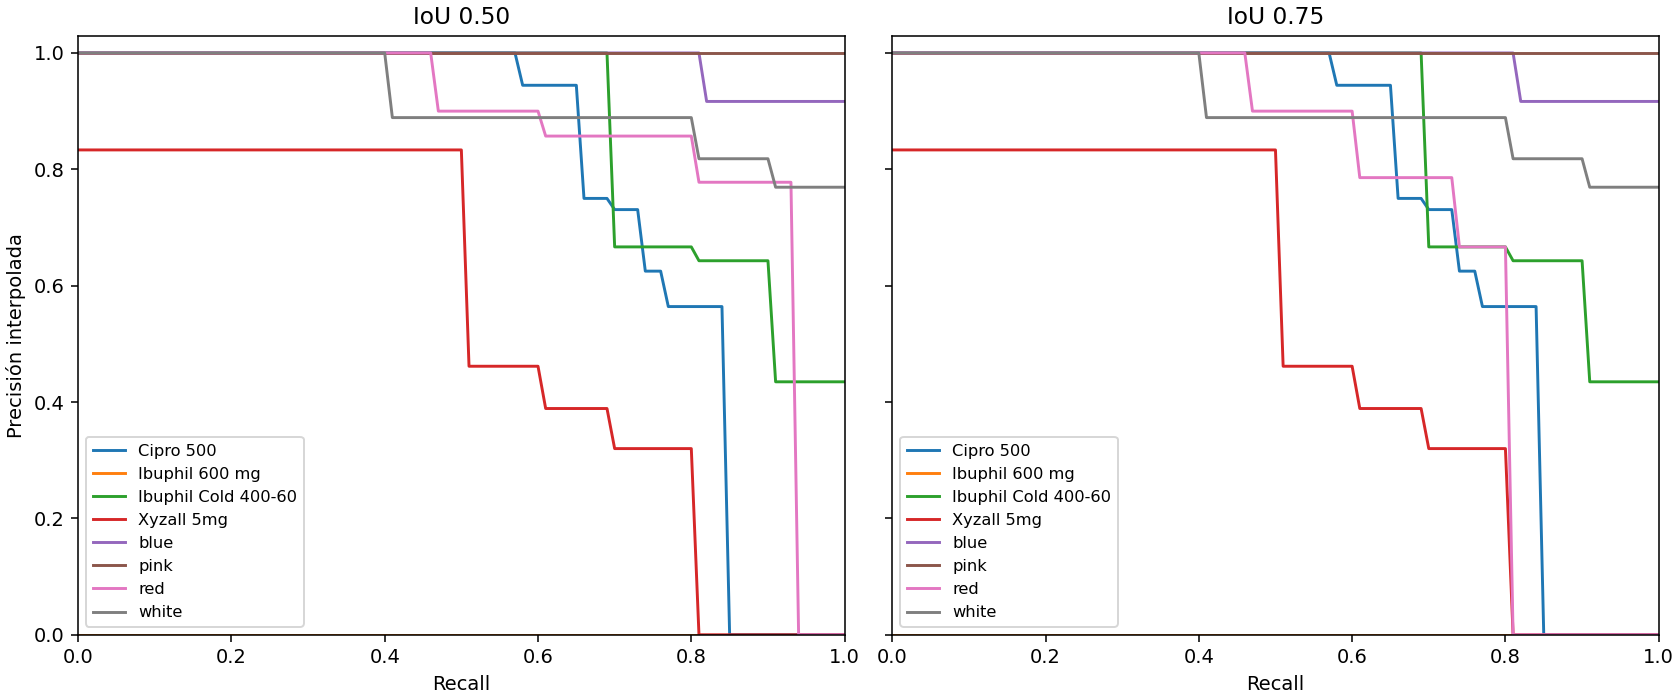 IoU 0.50
Precisión interpolada
1.0
0.8
0.6
0.4
0.2
0.0
Cipro 500
Ibuphil 600 mg
Ibuphil Cold 400-60
Xyzall 5mg
blue
pink
red
white
0.0 0.2 0.4 0.6 0.8 1.0
Recall
IoU 0.75
Cipro 500
Ibuphil 600 mg
Ibuphil Cold 400-60
Xyzall 5mg
blue
pink
red
white
0.0 0.2 0.4 0.6 0.8 1.0
Recall